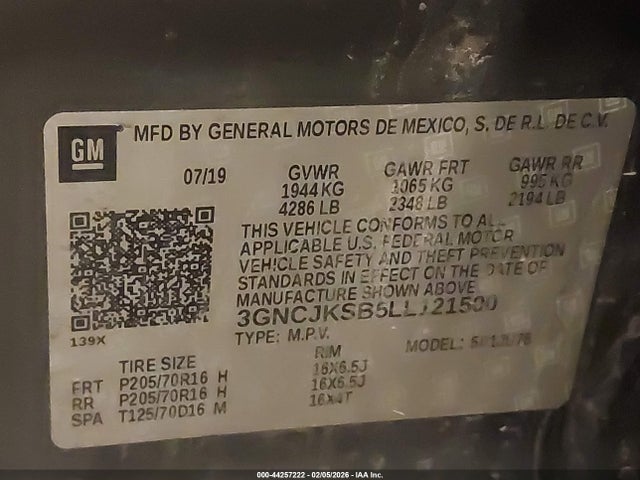 GM
MFD BY GENERAL MOTORS DE MEXICO, S. DE R.L. DE C.V.
07/19 GVWR GAWR FRT GAWR RR
1944 KG 1065 KG 995 KG
4286 LB 2348 LB 2194 LB
THIS VEHICLE CONFORMS TO ALL
APPLICABLE U.S. FEDERAL MOTOR
VEHICLE SAFETY AND THEFT PREVENTION
STANDARDS IN EFFECT ON THE DATE OF
MANUFACTURE SHOWN ABOVE
139X
TYPE: M.P.V. MODEL:
TIRE SIZE RIM
FRT P205/70R16 H 16X6.5J
RR P205/70R16 H 16X6.5J
SPA T125/70D16 M 16X4T
000-44257222 - 02/05/2026 - IAA Inc.